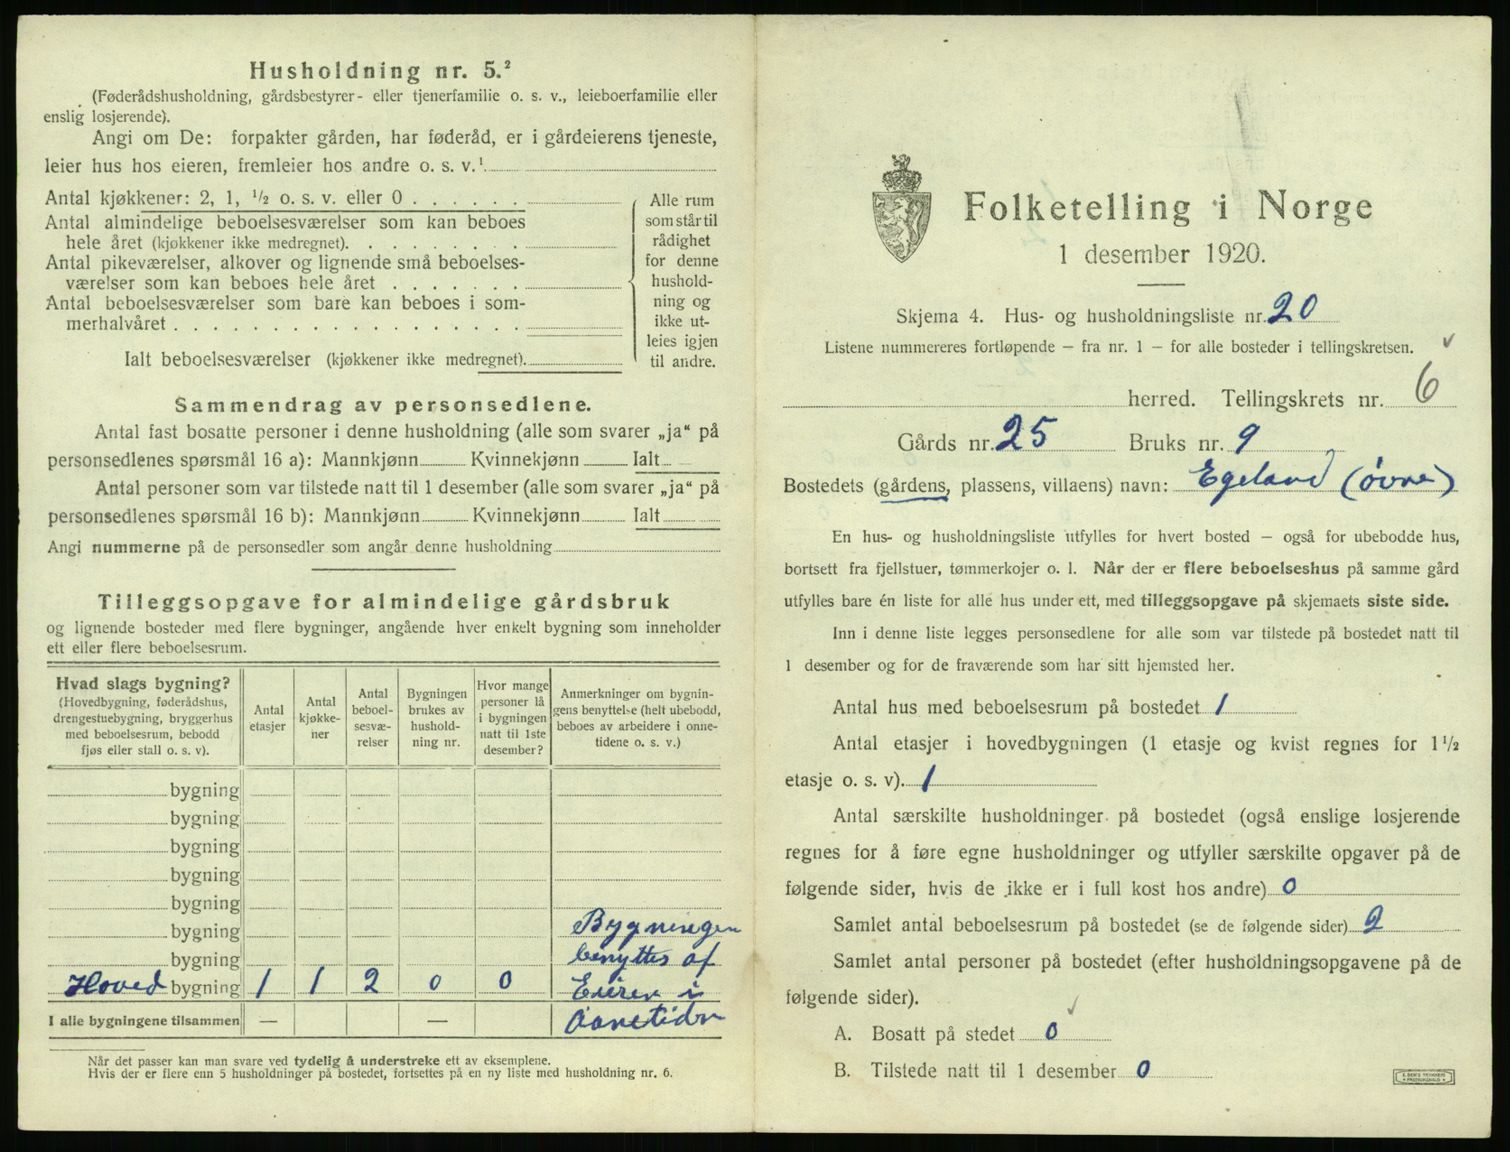 Husholdning nr. 5.²
(Føderådshusholdning, gårdsbestyrer- eller tjenerfamilie o. s. v., leieboerfamilie eller
enslig losjerende).
Angi om De: forpakter gården, har føderåd, er i gårdeierens tjeneste,
leier hus hos eieren, fremleier hos andre o. s. v.¹
Antal kjøkkener: 2, 1, ½ o. s. v. eller 0
Antal almindelige beboelsesværelser som kan beboes
hele året (kjøkkener ikke medregnet).
Antal pikeværelser, alkover og lignende små beboelses-
værelser som kan beboes hele året
Antal beboelsesværelser som bare kan beboes i som-
merhalvåret
Ialt beboelsesværelser (kjøkkener ikke medregnet).
Alle rum
som står til
rådighet
for denne
hushold-
ning og
ikke ut-
leies igjen
til andre.
Sammendrag av personsedlene.
Antal fast bosatte personer i denne husholdning (alle som svarer „ja“ på
personsedlenes spørsmål 16 a): Mannkjønn Kvinnekjønn Ialt
Antal personer som var tilstede natt til 1 desember (alle som svarer „ja“ på
personsedlenes spørsmål 16 b): Mannkjønn Kvinnekjønn Ialt
Angi nummerne på de personsedler som angår denne husholdning
Tilleggsopgave for almindelige gårdsbruk
og lignende bosteder med flere bygninger, angående hver enkelt bygning som inneholder
ett eller flere beboelsesrum.
Hvad slags bygning?
(Hovedbygning, føderådshus,
drengestuebygning, bryggerhus
med beboelsesrum, bebodd
fjøs eller stall o. s. v).
Antal
etasjer
Antal
kjøkke-
ner
Antal
beboel-
sesvæ-
relser
Bygningen
brukes av
hushold-
ning nr.
Hvor mange
personer lå
i bygningen
natt til 1ste
desember?
Anmerkninger om bygnin-
gens benyttelse (helt ubebodd,
beboes av arbeidere i onne-
tidene o. s. v.)
bygning
bygning
bygning
bygning
bygning
bygning Bygningen
bygning benyttes af
Hoved bygning 1 1 2 0 0 Eieren i
I alle bygningene tilsammen — — Aanetidn
Når det passer kan man svare ved tydelig å understreke ett av eksemplene.
Hvis der er flere enn 5 husholdninger på bostedet, fortsettes på en ny liste med husholdning nr. 6.
Folketelling i Norge
1 desember 1920.
Skjema 4. Hus- og husholdningsliste nr. 20
Listene nummereres fortløpende — fra nr. 1 — for alle bosteder i tellingskretsen.
herred. Tellingskrets nr. 6
Gårds nr. 25 Bruks nr. 9
Bostedets (gårdens, plassens, villaens) navn: Egeland (øvre)
En hus- og husholdningsliste utfylles for hvert bosted — også for ubebodde hus,
bortsett fra fjellstuer, tømmerkojer o. l. Når der er flere beboelseshus på samme gård
utfylles bare én liste for alle hus under ett, med tilleggsopgave på skjemaets siste side.
Inn i denne liste legges personsedlene for alle som var tilstede på bostedet natt til
1 desember og for de fraværende som har sitt hjemsted her.
Antal hus med beboelsesrum på bostedet 1
Antal etasjer i hovedbygningen (1 etasje og kvist regnes for 1½
etasje o. s. v). 1
Antal særskilte husholdninger på bostedet (også enslige losjerende
regnes for å føre egne husholdninger og utfyller særskilte opgaver på de
følgende sider, hvis de ikke er i full kost hos andre) 0
Samlet antal beboelsesrum på bostedet (se de følgende sider) 2
Samlet antal personer på bostedet (efter husholdningsopgavene på de
følgende sider).
A. Bosatt på stedet 0
B. Tilstede natt til 1 desember 0